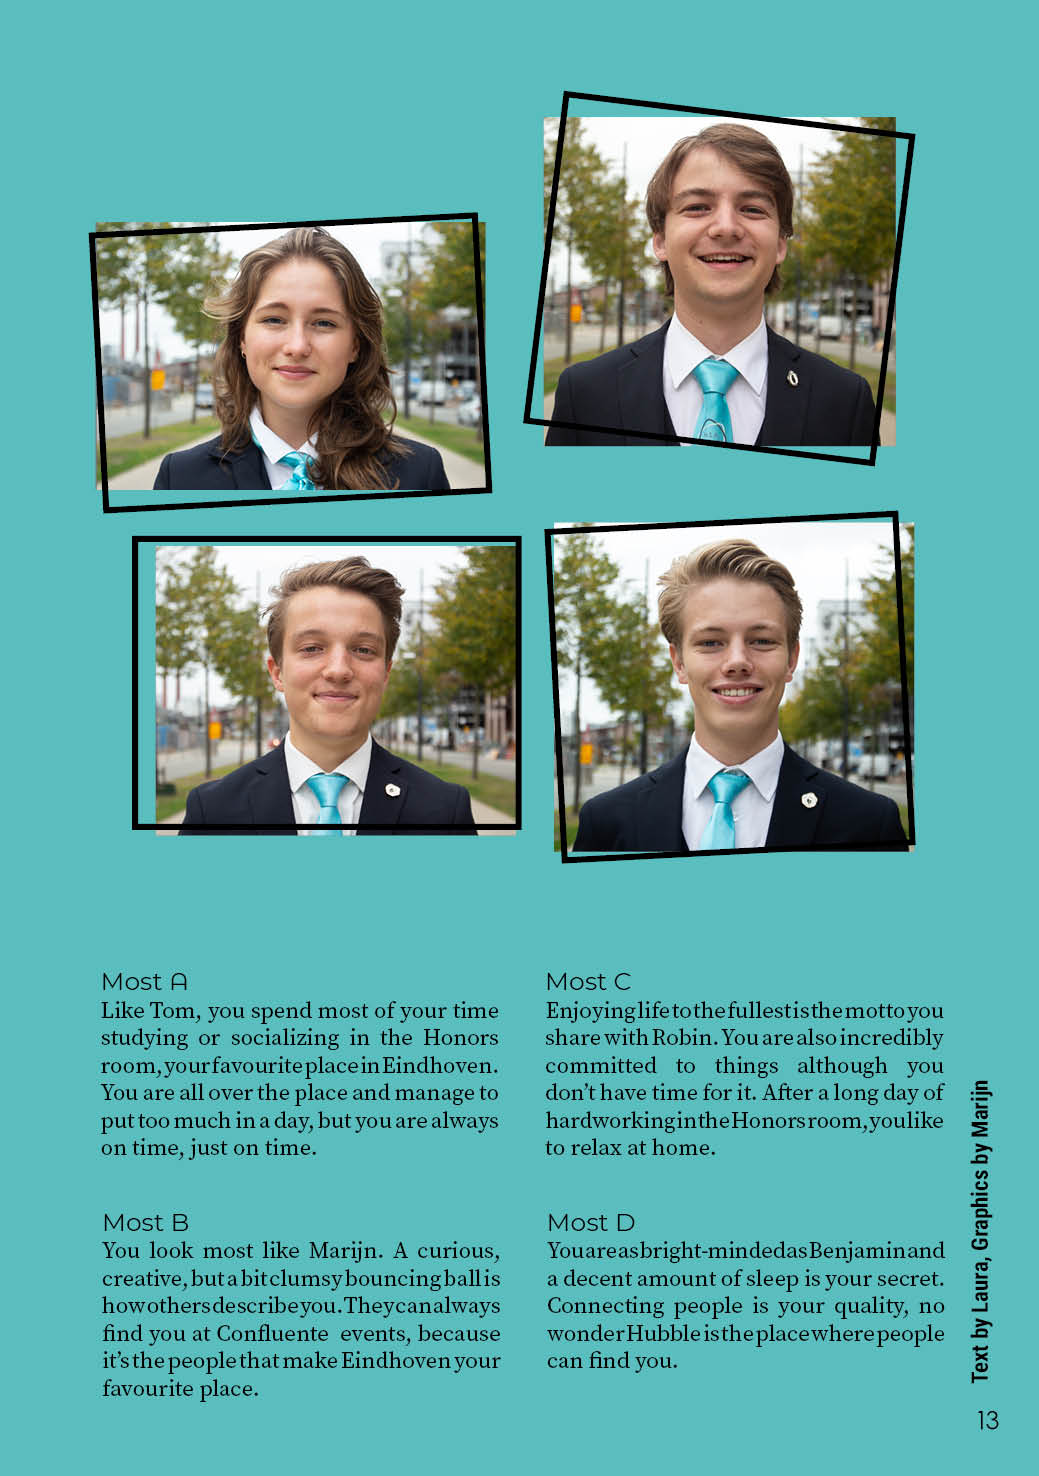 Most A
Like Tom, you spend most of your time
studying or socializing in the Honors
room, your favourite place in Eindhoven.
You are all over the place and manage to
put too much in a day, but you are always
on time, just on time.
Most B
You look most like Marijn. A curious,
creative, but a bit clumsy bouncing ball is
how others describe you. They can always
find you at Confluente events, because
it's the people that make Eindhoven your
favourite place.
Most C
Enjoying life to the fullest is the motto you
share with Robin. You are also incredibly
committed to things although you
don't have time for it. After a long day of
hard working in the Honors room, you like
to relax at home.
Most D
You are as bright-minded as Benjamin and
a decent amount of sleep is your secret.
Connecting people is your quality, no
wonder Hubble is the place where people
can find you.
Text by Laura, Graphics by Marijn
13